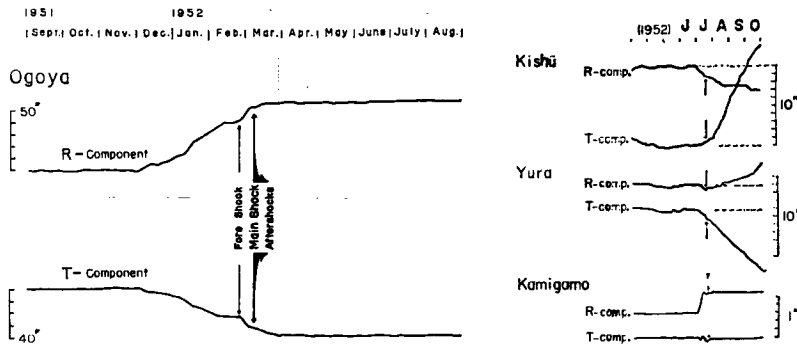 1951 1952
| Sept. | Oct. | Nov. | Dec. | Jan. | Feb. | Mar. | Apr. | May | June | July | Aug. |
Ogoya
50"
R-Component
Fore Shock
Main Shock
Aftershocks
T-Component
40"
(1952) J J A S O
Kishū
R-comp.
10"
T-comp.
Yura
R-comp.
T-comp.
10"
Kamigamo
R-comp.
1"
T-comp.